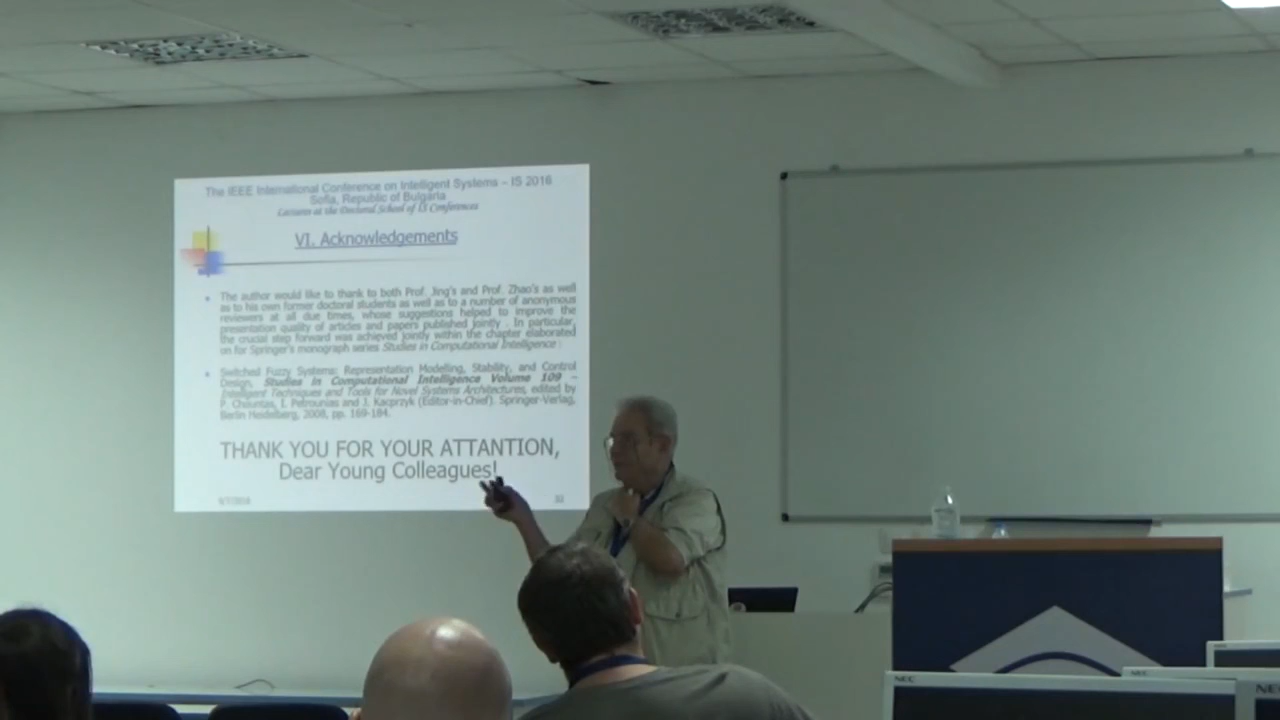 The IEEE International Conference on Intelligent Systems – IS 2016
Sofia, Republic of Bulgaria
Lectures at the Doctoral School of IS Conferences
VI. Acknowledgements
The author would like to thank to both Prof. Jing's and Prof. Zhao's as well
as to his own former doctoral students as well as to a number of anonymous
reviewers at all due times, whose suggestions helped to improve the
presentation quality of articles and papers published jointly . In particular,
the crucial step forward was achieved jointly within the chapter elaborated
on for Springer's monograph series Studies in Computational Intelligence :
Switched Fuzzy Systems: Representation Modelling, Stability, and Control
Design, Studies in Computational Intelligence Volume 109 –
Intelligent Techniques and Tools for Novel Systems Architectures, edited by
P. Chountas, I. Petrounias and J. Kacprzyk (Editor-in-Chief). Springer-Verlag,
Berlin Heidelberg, 2008, pp. 169-184.
THANK YOU FOR YOUR ATTANTION,
Dear Young Colleagues!
NEC
NEC